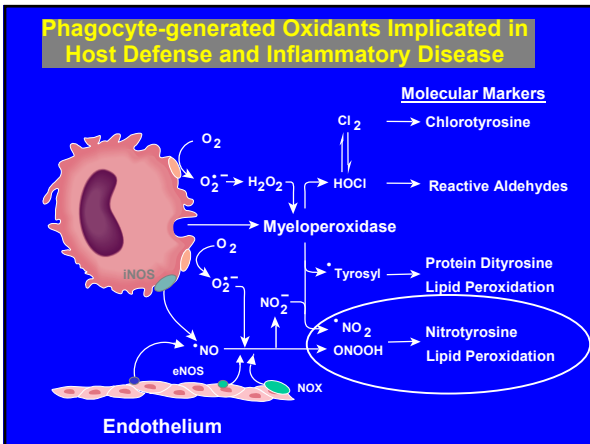 Phagocyte-generated Oxidants Implicated in
Host Defense and Inflammatory Disease
Molecular Markers
Cl₂ Chlorotyrosine
O₂
O₂•− H₂O₂ HOCl Reactive Aldehydes
Myeloperoxidase
O₂
iNOS
O₂•−
•Tyrosyl Protein Dityrosine
Lipid Peroxidation
NO₂−
•NO₂ Nitrotyrosine
•NO ONOOH Lipid Peroxidation
eNOS
NOX
Endothelium